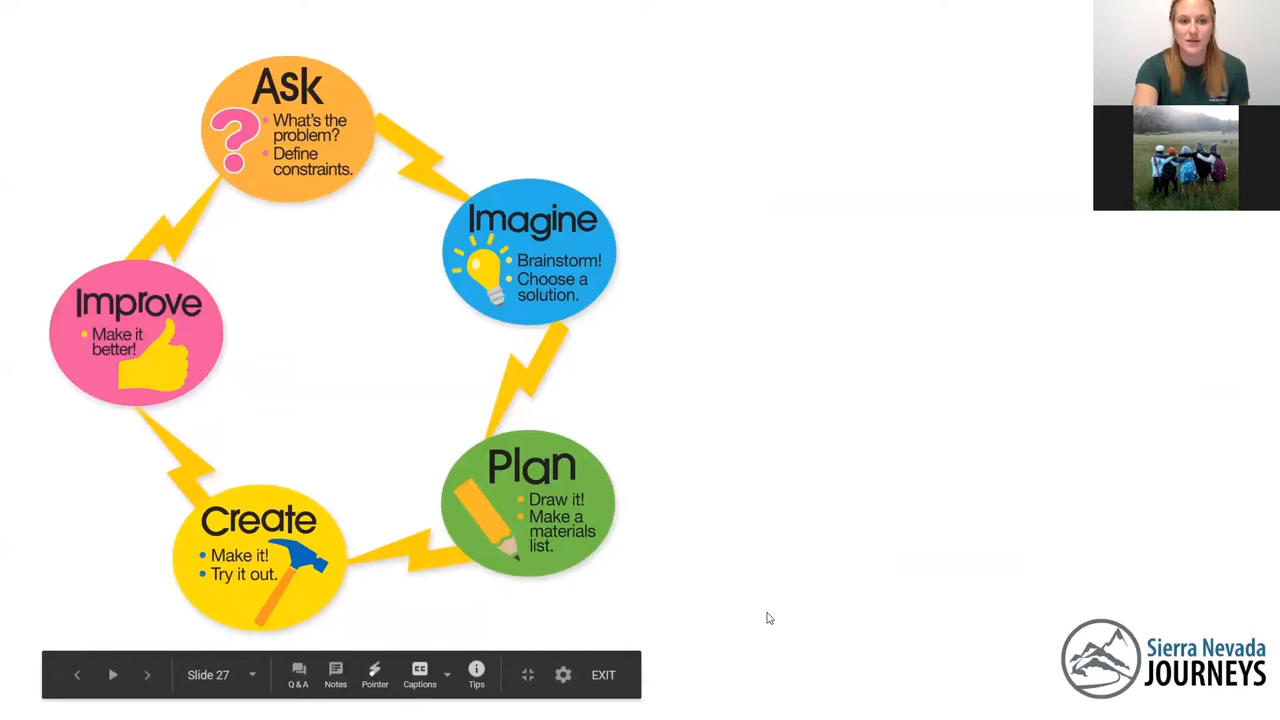 Ask
What's the
problem?
Define
constraints.
Imagine
Brainstorm!
Choose a
solution.
Plan
Draw it!
Make a
materials
list.
Create
Make it!
Try it out.
Improve
Make it
better!
Slide 27
Q & A
Notes
Pointer
Captions
Tips
EXIT
Sierra Nevada
JOURNEYS